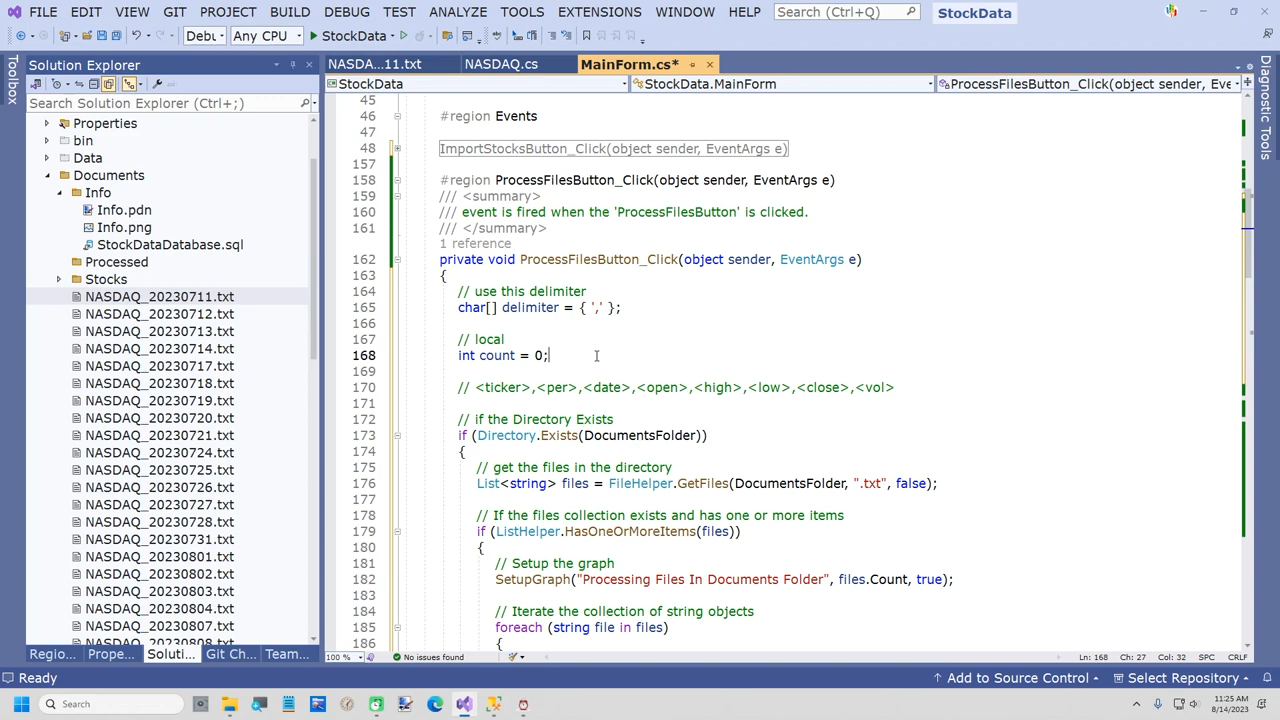 FILE EDIT VIEW GIT PROJECT BUILD DEBUG TEST ANALYZE TOOLS EXTENSIONS WINDOW HELP Search (Ctrl+Q) StockData
Debu Any CPU StockData
Toolbox
Solution Explorer
Search Solution Explorer (Ctrl+;)
Properties
bin
Data
Documents
Info
Info.pdn
Info.png
StockDataDatabase.sql
Processed
Stocks
NASDAQ_20230711.txt
NASDAQ_20230712.txt
NASDAQ_20230713.txt
NASDAQ_20230714.txt
NASDAQ_20230717.txt
NASDAQ_20230718.txt
NASDAQ_20230719.txt
NASDAQ_20230720.txt
NASDAQ_20230721.txt
NASDAQ_20230724.txt
NASDAQ_20230725.txt
NASDAQ_20230726.txt
NASDAQ_20230727.txt
NASDAQ_20230728.txt
NASDAQ_20230731.txt
NASDAQ_20230801.txt
NASDAQ_20230802.txt
NASDAQ_20230803.txt
NASDAQ_20230804.txt
NASDAQ_20230807.txt
NASDAQ_20230808.txt
Regio... Prope... Soluti... Git Ch... Team...
NASDA...11.txt NASDAQ.cs MainForm.cs*
StockData StockData.MainForm ProcessFilesButton_Click(object sender, Eve
45
46 #region Events
47
48 ImportStocksButton_Click(object sender, EventArgs e)
157
158 #region ProcessFilesButton_Click(object sender, EventArgs e)
159 /// <summary>
160 /// event is fired when the 'ProcessFilesButton' is clicked.
161 /// </summary>
1 reference
162 private void ProcessFilesButton_Click(object sender, EventArgs e)
163 {
164 // use this delimiter
165 char[] delimiter = { ',' };
166
167 // local
168 int count = 0;
169
170 // <ticker>,<per>,<date>,<open>,<high>,<low>,<close>,<vol>
171
172 // if the Directory Exists
173 if (Directory.Exists(DocumentsFolder))
174 {
175 // get the files in the directory
176 List<string> files = FileHelper.GetFiles(DocumentsFolder, ".txt", false);
177
178 // If the files collection exists and has one or more items
179 if (ListHelper.HasOneOrMoreItems(files))
180 {
181 // Setup the graph
182 SetupGraph("Processing Files In Documents Folder", files.Count, true);
183
184 // Iterate the collection of string objects
185 foreach (string file in files)
186 {
100 % No issues found Ln: 168 Ch: 27 Col: 32 SPC CRLF
Diagnostic Tools
Ready Add to Source Control Select Repository
Search
11:25 AM
8/14/2023